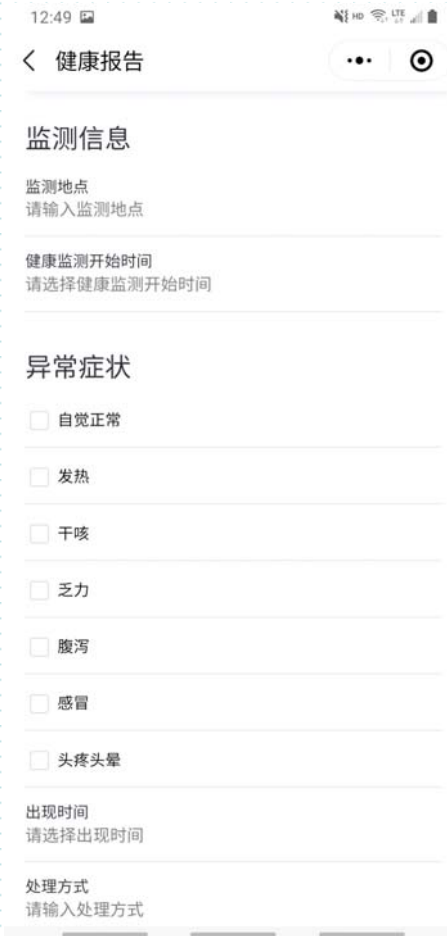 12:49
HD LTE
健康报告
监测信息
监测地点
请输入监测地点
健康监测开始时间
请选择健康监测开始时间
异常症状
自觉正常
发热
干咳
乏力
腹泻
感冒
头疼头晕
出现时间
请选择出现时间
处理方式
请输入处理方式